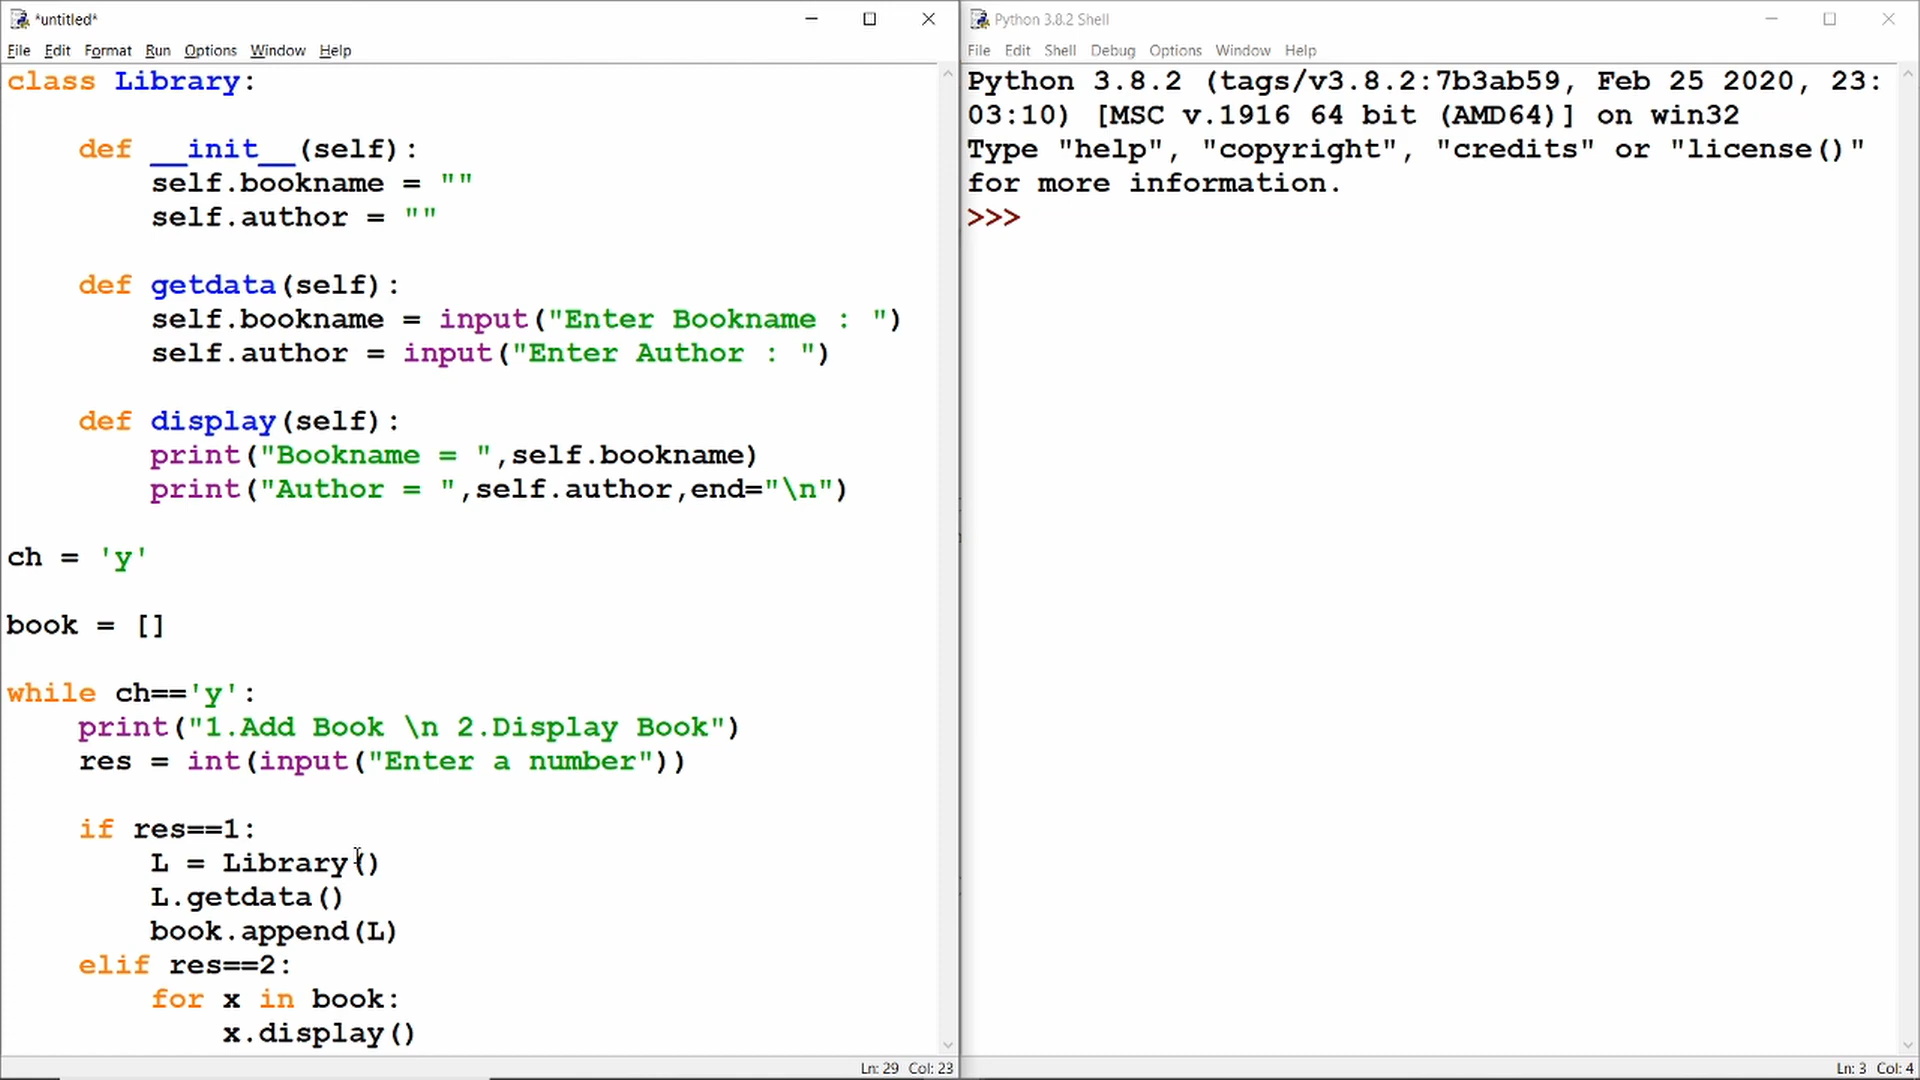 *untitled*
File Edit Format Run Options Window Help
class Library:
def __init__(self):
self.bookname = ""
self.author = ""
def getdata(self):
self.bookname = input("Enter Bookname : ")
self.author = input("Enter Author : ")
def display(self):
print("Bookname = ",self.bookname)
print("Author = ",self.author,end="\n")
ch = 'y'
book = []
while ch=='y':
print("1.Add Book \n 2.Display Book")
res = int(input("Enter a number"))
if res==1:
L = Library()
L.getdata()
book.append(L)
elif res==2:
for x in book:
x.display()
Ln: 29 Col: 23
Python 3.8.2 Shell
File Edit Shell Debug Options Window Help
Python 3.8.2 (tags/v3.8.2:7b3ab59, Feb 25 2020, 23:
03:10) [MSC v.1916 64 bit (AMD64)] on win32
Type "help", "copyright", "credits" or "license()"
for more information.
>>>
Ln: 3 Col: 4